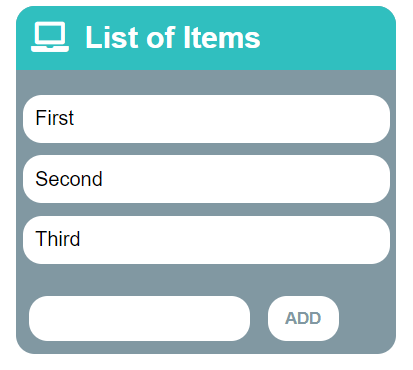 List of Items
First
Second
Third
ADD